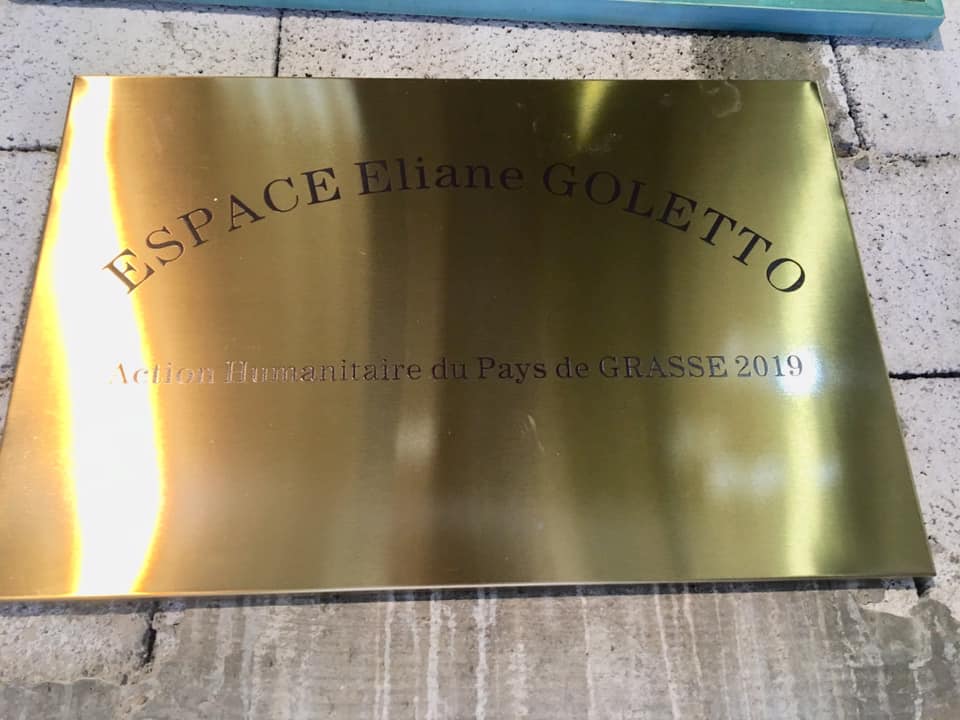 ESPACE Eliane GOLETTO
Action Humanitaire du Pays de GRASSE 2019